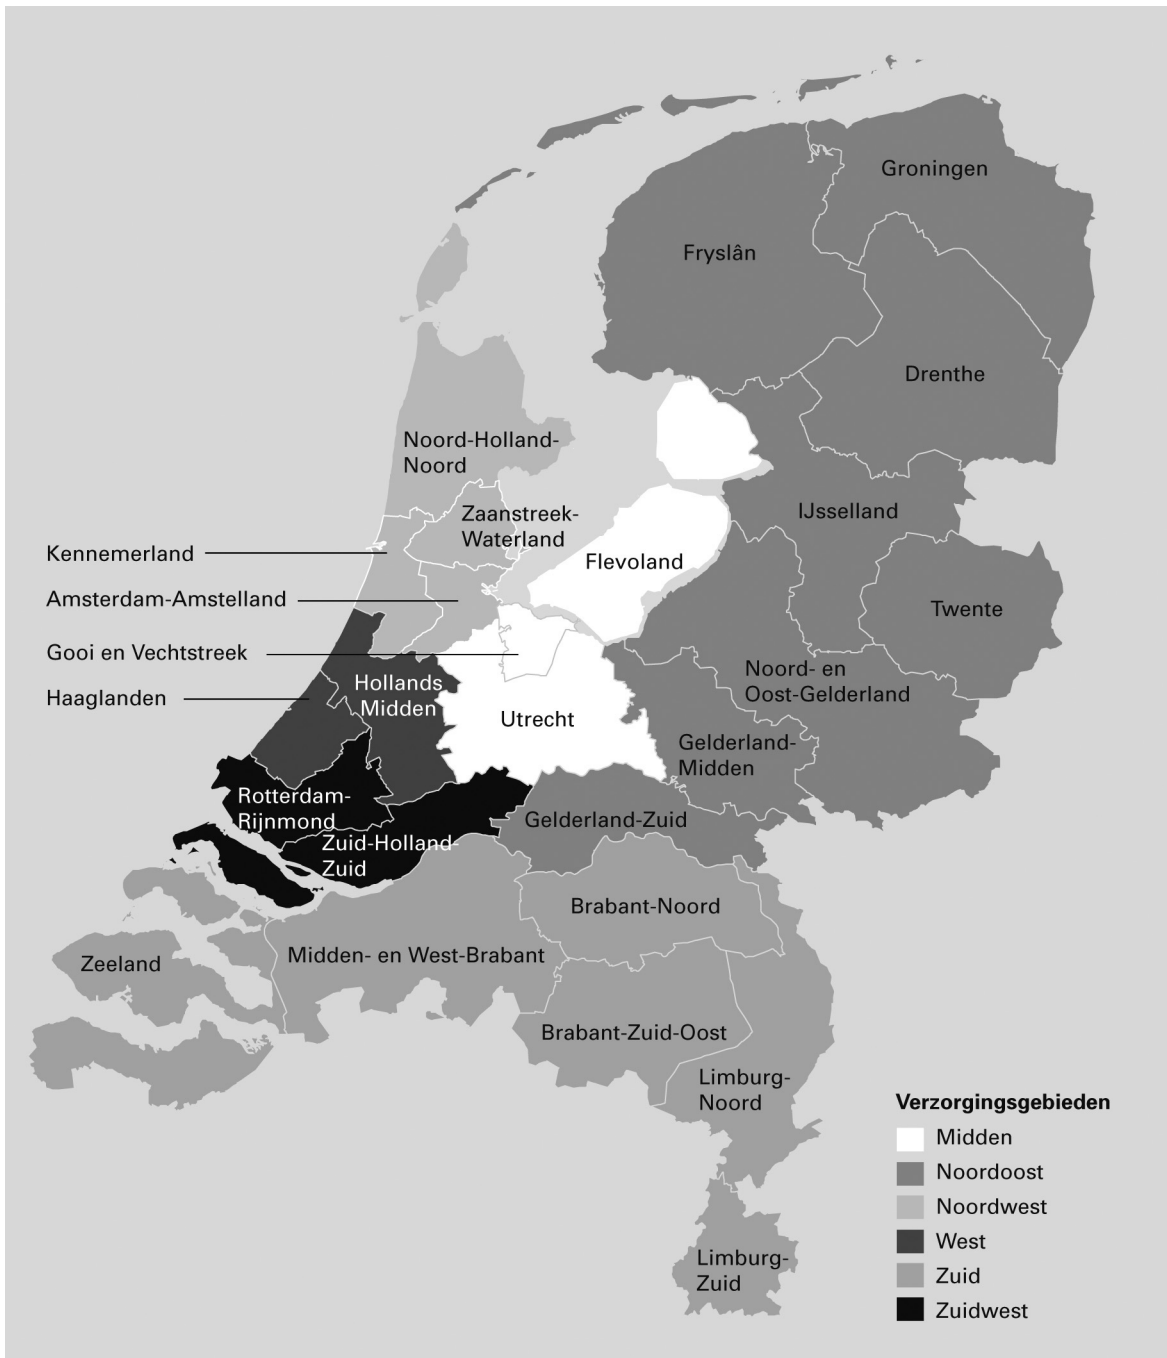 Groningen
Fryslân
Drenthe
Noord-Holland-
Noord
Zaanstreek-
Waterland
IJsselland
Kennemerland
Flevoland
Amsterdam-Amstelland
Twente
Gooi en Vechtstreek
Noord- en
Oost-Gelderland
Haaglanden
Hollands
Midden
Utrecht
Gelderland-
Midden
Rotterdam-
Rijnmond
Gelderland-Zuid
Zuid-Holland-
Zuid
Brabant-Noord
Midden- en West-Brabant
Zeeland
Brabant-Zuid-Oost
Limburg-
Noord
Limburg-
Zuid
Verzorgingsgebieden
Midden
Noordoost
Noordwest
West
Zuid
Zuidwest